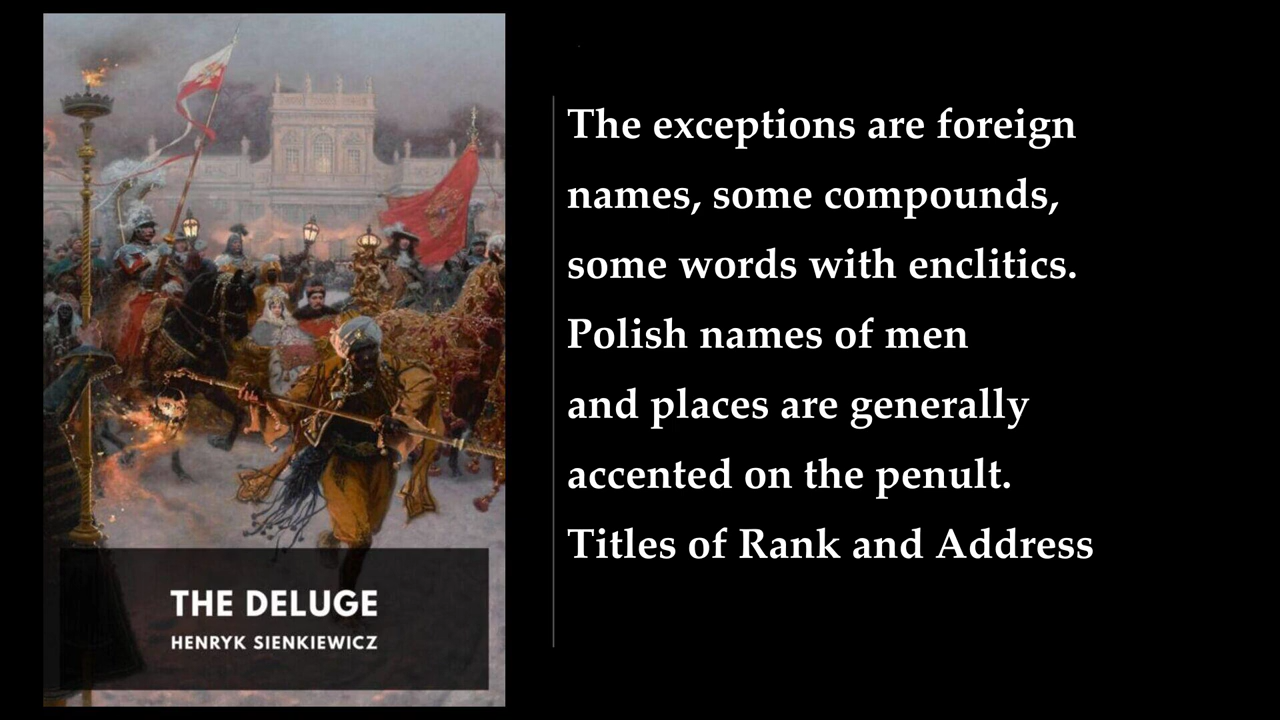 THE DELUGE
HENRYK SIENKIEWICZ
The exceptions are foreign
names, some compounds,
some words with enclitics.
Polish names of men
and places are generally
accented on the penult.
Titles of Rank and Address